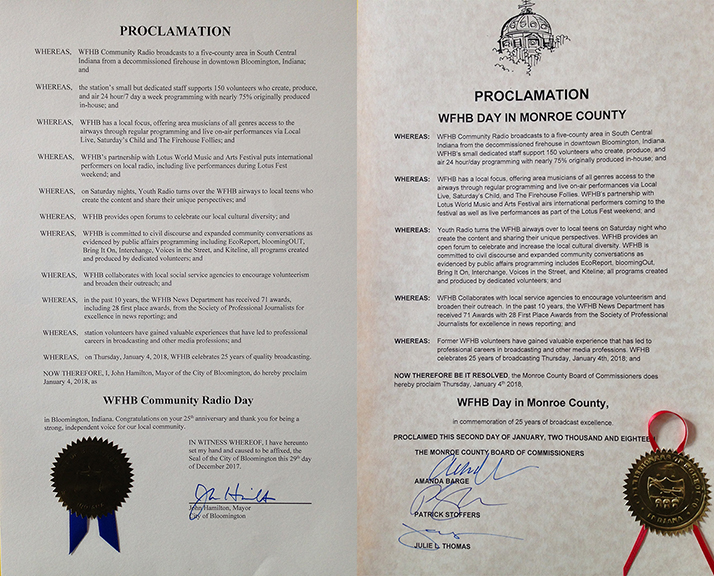 PROCLAMATION
WHEREAS, WFHB Community Radio broadcasts to a five-county area in South Central
Indiana from a decommissioned firehouse in downtown Bloomington, Indiana;
and
WHEREAS, the station's small but dedicated staff supports 150 volunteers who create, produce,
and air 24 hour/7 day a week programming with nearly 75% originally produced
in-house; and
WHEREAS, WFHB has a local focus, offering area musicians of all genres access to the
airways through regular programming and live on-air performances via Local
Live, Saturday's Child and The Firehouse Follies; and
WHEREAS, WFHB's partnership with Lotus World Music and Arts Festival puts international
performers on local radio, including live performances during Lotus Fest
weekend; and
WHEREAS, on Saturday nights, Youth Radio turns over the WFHB airways to local teens who
create the content and share their unique perspectives; and
WHEREAS, WFHB provides open forums to celebrate our local cultural diversity; and
WHEREAS, WFHB is committed to civil discourse and expanded community conversations as
evidenced by public affairs programming including EcoReport, bloomingOUT,
Bring It On, Interchange, Voices in the Street, and Kiteline, all programs created
and produced by dedicated volunteers; and
WHEREAS, WFHB collaborates with local social service agencies to encourage volunteerism
and broaden their outreach; and
WHEREAS, in the past 10 years, the WFHB News Department has received 71 awards,
including 28 first place awards, from the Society of Professional Journalists for
excellence in news reporting; and
WHEREAS, station volunteers have gained valuable experiences that have led to professional
careers in broadcasting and other media professions; and
WHEREAS, on Thursday, January 4, 2018, WFHB celebrates 25 years of quality broadcasting.
NOW THEREFORE, I, John Hamilton, Mayor of the City of Bloomington, do hereby proclaim
January 4, 2018, as
WFHB Community Radio Day
in Bloomington, Indiana. Congratulations on your 25th anniversary and thank you for being a
strong, independent voice for our local community.
IN WITNESS WHEREOF, I have hereunto
set my hand and caused to be affixed, the
Seal of the City of Bloomington this 29th day
of December 2017.
John Hamilton, Mayor
City of Bloomington
PROCLAMATION
WFHB DAY IN MONROE COUNTY
WHEREAS: WFHB Community Radio broadcasts to a five-county area in South Central
Indiana from the decommissioned firehouse in downtown Bloomington, Indiana.
WFHB's small dedicated staff support 150 volunteers who create, produce, and
air 24 hour/day programming with nearly 75% originally produced in-house; and
WHEREAS: WFHB has a local focus, offering area musicians of all genres access to the
airways through regular programming and live on-air performances via Local
Live, Saturday's Child, and The Firehouse Follies. WFHB's partnership with
Lotus World Music and Arts Festival airs international performers coming to the
festival as well as live performances as part of the Lotus Fest weekend; and
WHEREAS: Youth Radio turns the WFHB airways over to local teens on Saturday night who
create the content and sharing their unique perspectives. WFHB provides an
open forum to celebrate and increase the local cultural diversity. WFHB is
committed to civil discourse and expanded community conversations as
evidenced by public affairs programming that includes EcoReport, bloomingOut,
Bring It On, Interchange, Voices in the Street, and Kiteline; all programs created
and produced by dedicated volunteers; and
WHEREAS: WFHB Collaborates with local service agencies to encourage volunteerism and
broaden their outreach. In the past 10 years, the WFHB News Department has
received 71 Awards with 28 First Place Awards from the Society of Professional
Journalists for excellence in news reporting; and
WHEREAS: Former WFHB volunteers have gained valuable experience that has led to
professional careers in broadcasting and other media professions. WFHB
celebrates 25 years of broadcasting Thursday, January 4th, 2018; and
NOW THEREFORE BE IT RESOLVED, the Monroe County Board of Commissioners does
hereby proclaim Thursday, January 4th 2018,
WFHB Day in Monroe County,
in commemoration of 25 years of broadcast excellence.
PROCLAIMED THIS SECOND DAY OF JANUARY, TWO THOUSAND AND EIGHTEEN
THE MONROE COUNTY BOARD OF COMMISSIONERS
AMANDA BARGE
PATRICK STOFFERS
JULIE L THOMAS